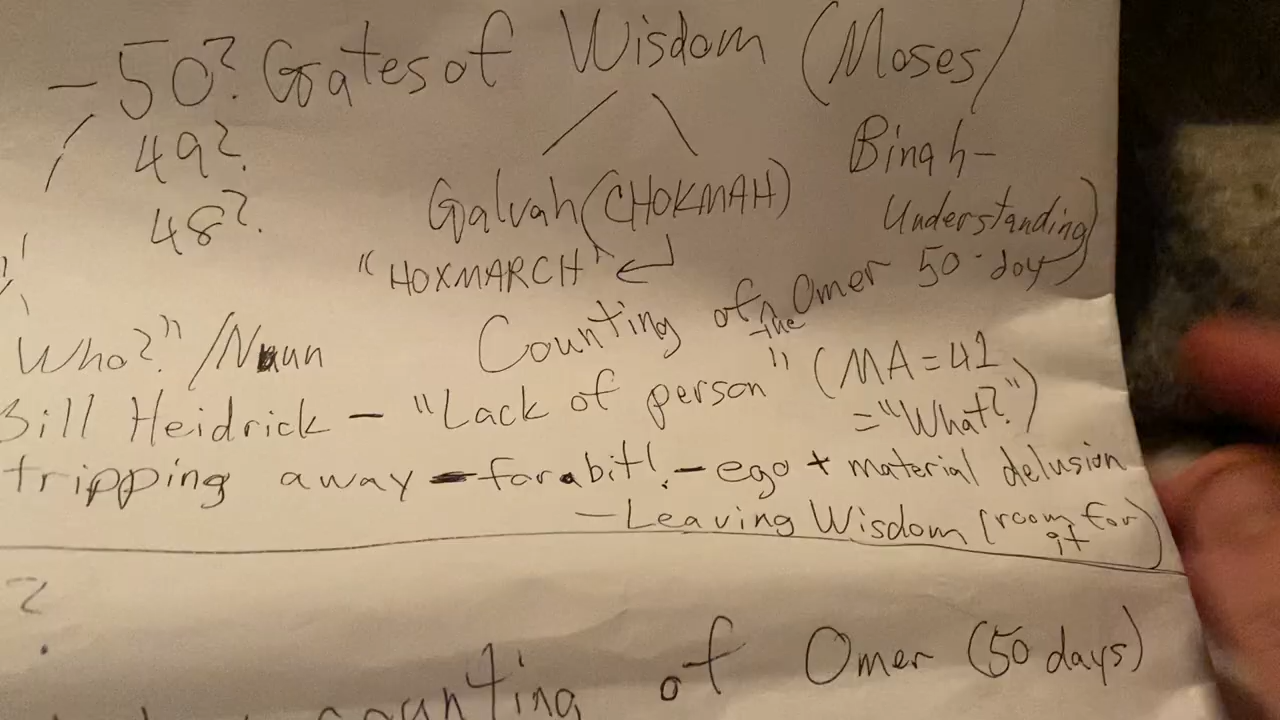 - 50? Gates of Wisdom (Moses/
49?
48?
Binah-
Understanding)
Galvah (CHOKMAH)
"HOXMARCH"
Counting of the Omer 50-day
Who?" / Nuun
Bill Heidrick - "Lack of person" (MA=41
="What?")
tripping away - for a bit! - ego + material delusion
- Leaving Wisdom (room for it)
?
counting of Omer (50 days)